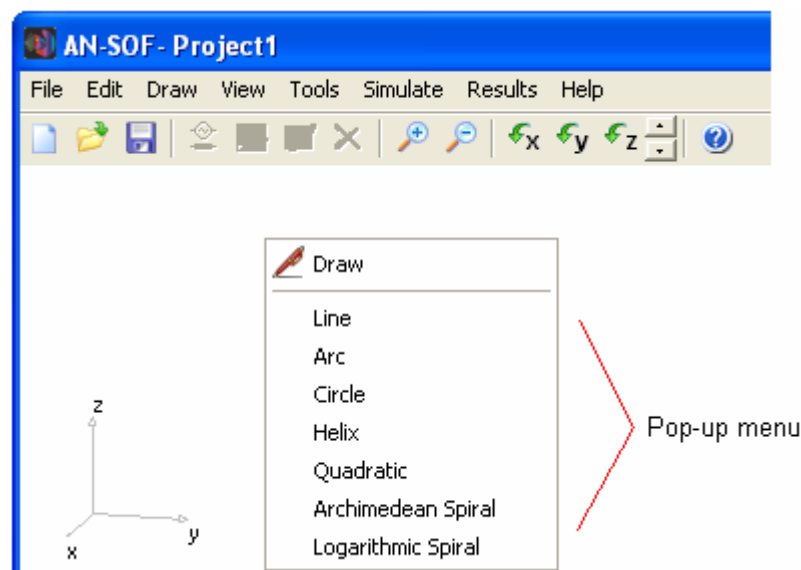 AN-SOF- Project1
File Edit Draw View Tools Simulate Results Help
x y z
Draw
Line
Arc
Circle
Helix
Quadratic
Archimedean Spiral
Logarithmic Spiral
Pop-up menu
z
y
x